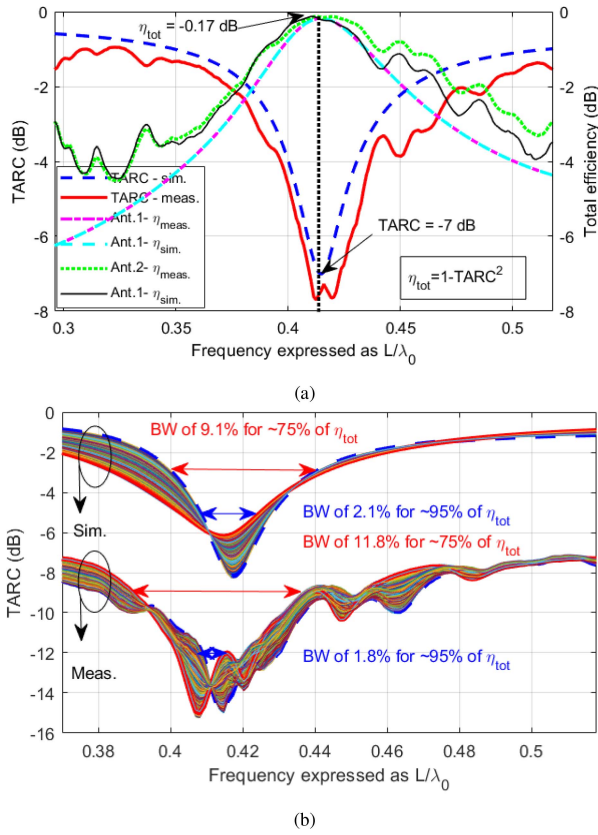 η_tot = -0.17 dB
0
-2
-4
-6
-8
TARC (dB)
0
-2
-4
-6
-8
Total efficiency (dB)
TARC - sim.
TARC - meas.
Ant.1- η_meas.
Ant.1- η_sim.
Ant.2- η_meas.
Ant.1- η_sim.
TARC = -7 dB
η_tot=1-TARC²
0.3 0.35 0.4 0.45 0.5
Frequency expressed as L/λ₀
(a)
0
-2
-4
-6
-8
-10
-12
-14
-16
TARC (dB)
BW of 9.1% for ~75% of η_tot
BW of 2.1% for ~95% of η_tot
Sim.
BW of 11.8% for ~75% of η_tot
BW of 1.8% for ~95% of η_tot
Meas.
0.38 0.4 0.42 0.44 0.46 0.48 0.5
Frequency expressed as L/λ₀
(b)